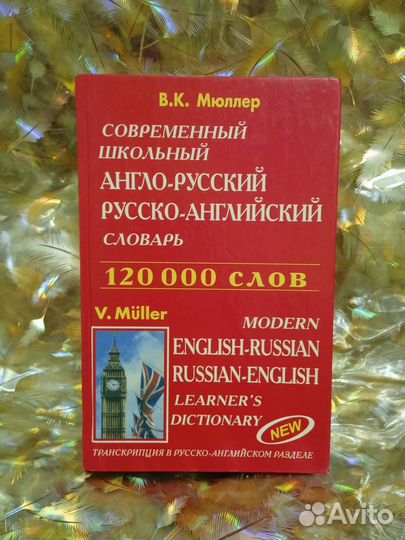 В.К. Мюллер
СОВРЕМЕННЫЙ
ШКОЛЬНЫЙ
АНГЛО-РУССКИЙ
РУССКО-АНГЛИЙСКИЙ
СЛОВАРЬ
120 000 СЛОВ
V. Müller
MODERN
ENGLISH-RUSSIAN
RUSSIAN-ENGLISH
LEARNER'S
DICTIONARY
NEW
ТРАНСКРИПЦИЯ В РУССКО-АНГЛИЙСКОМ РАЗДЕЛЕ
Avito